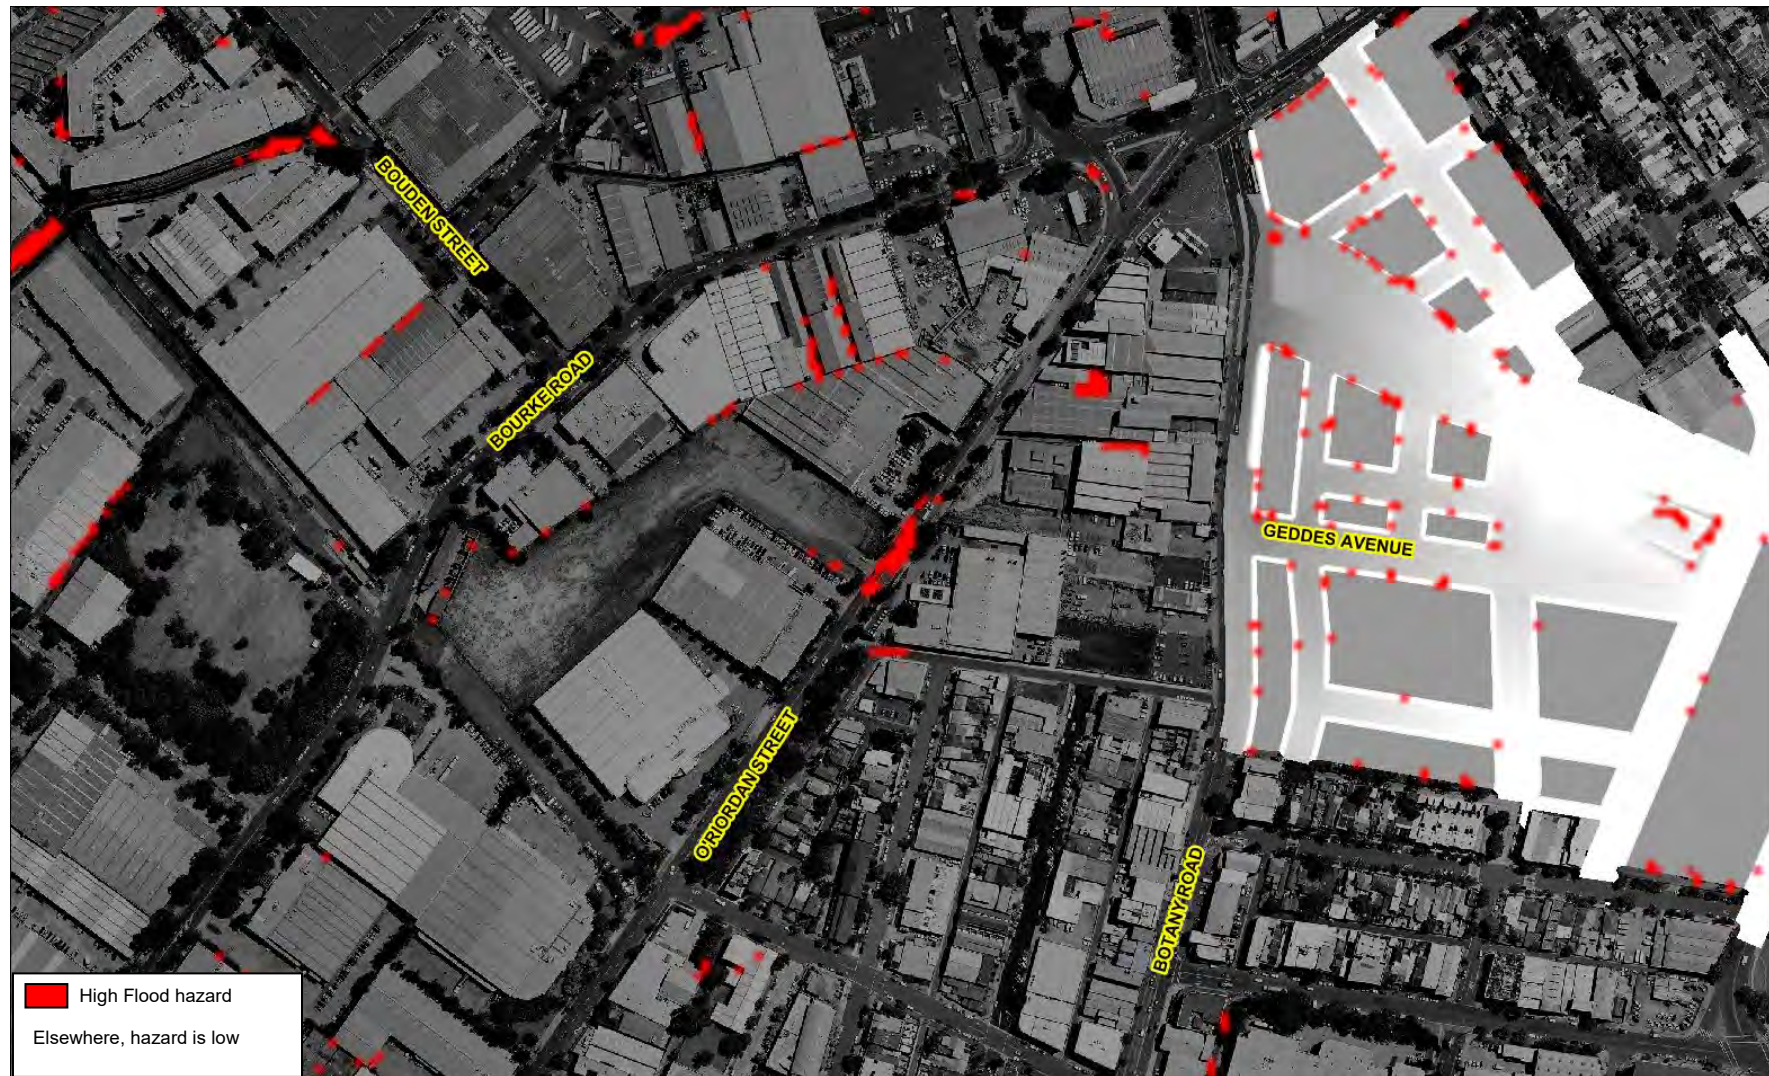 BOUDEN STREET
BOURKE ROAD
GEDDES AVENUE
O'RIORDAN STREET
BOTANY ROAD
High Flood hazard
Elsewhere, hazard is low